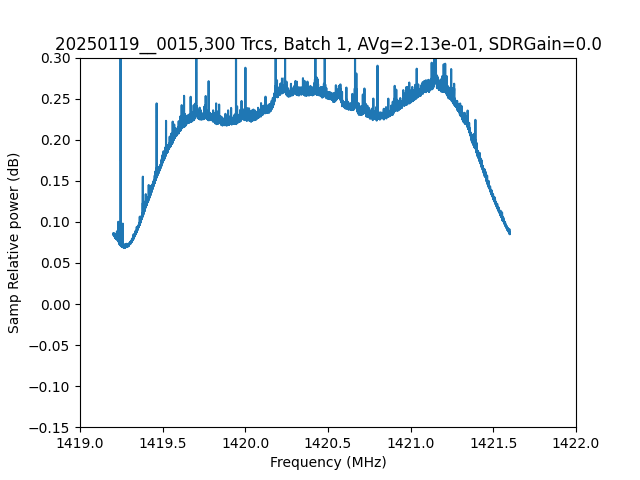 20250119__0015,300 Trcs, Batch 1, AVg=2.13e-01, SDRGain=0.0
0.30
0.25
0.20
0.15
0.10
0.05
0.00
−0.05
−0.10
−0.15
Samp Relative power (dB)
1419.0 1419.5 1420.0 1420.5 1421.0 1421.5 1422.0
Frequency (MHz)